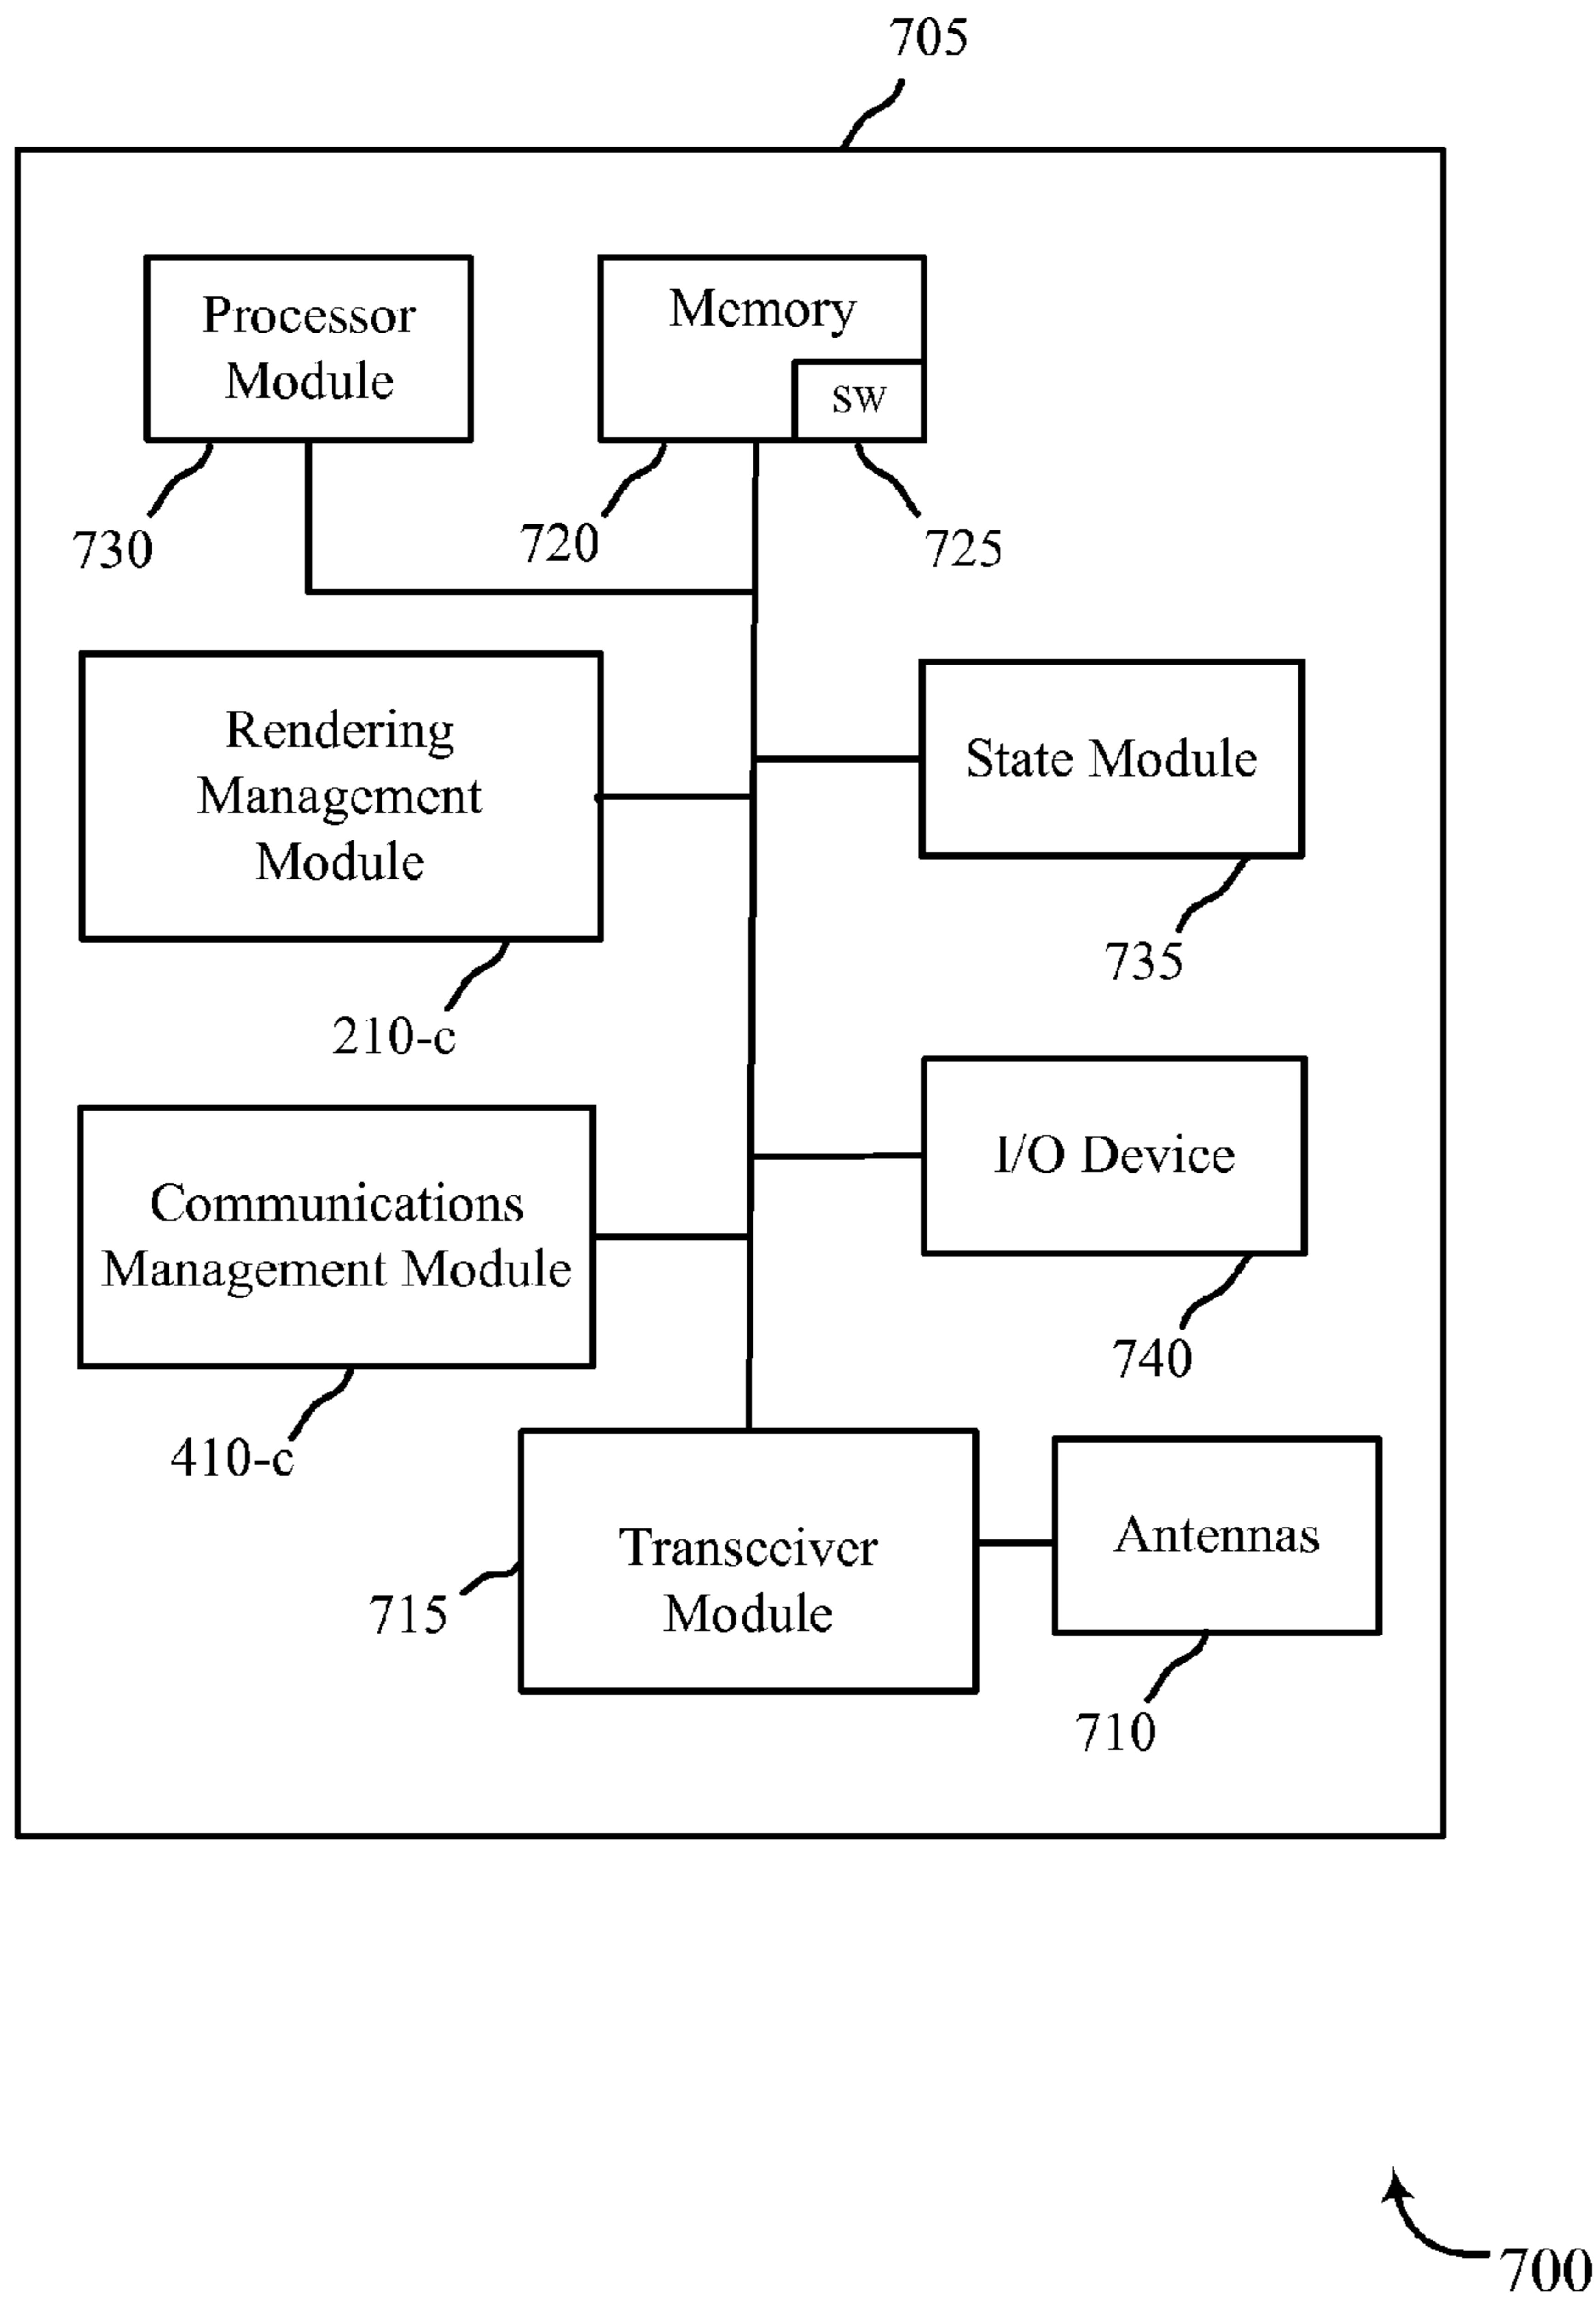 705
Processor
Module
Memory
SW
730
720
725
Rendering
Management
Module
State Module
735
210-c
I/O Device
Communications
Management Module
740
410-c
Transceiver
Module
Antennas
715
710
700